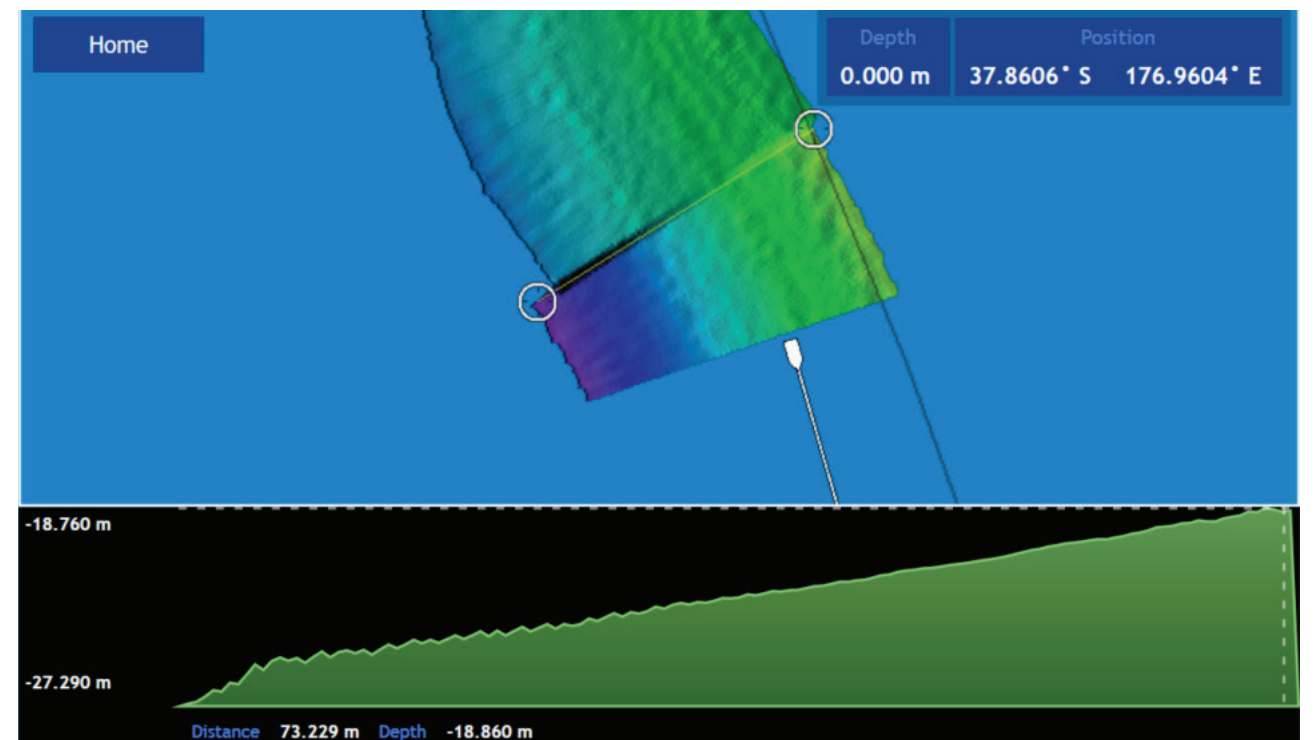 Home
Depth
Position
0.000 m
37.8606° S 176.9604° E
-18.760 m
-27.290 m
Distance 73.229 m Depth -18.860 m